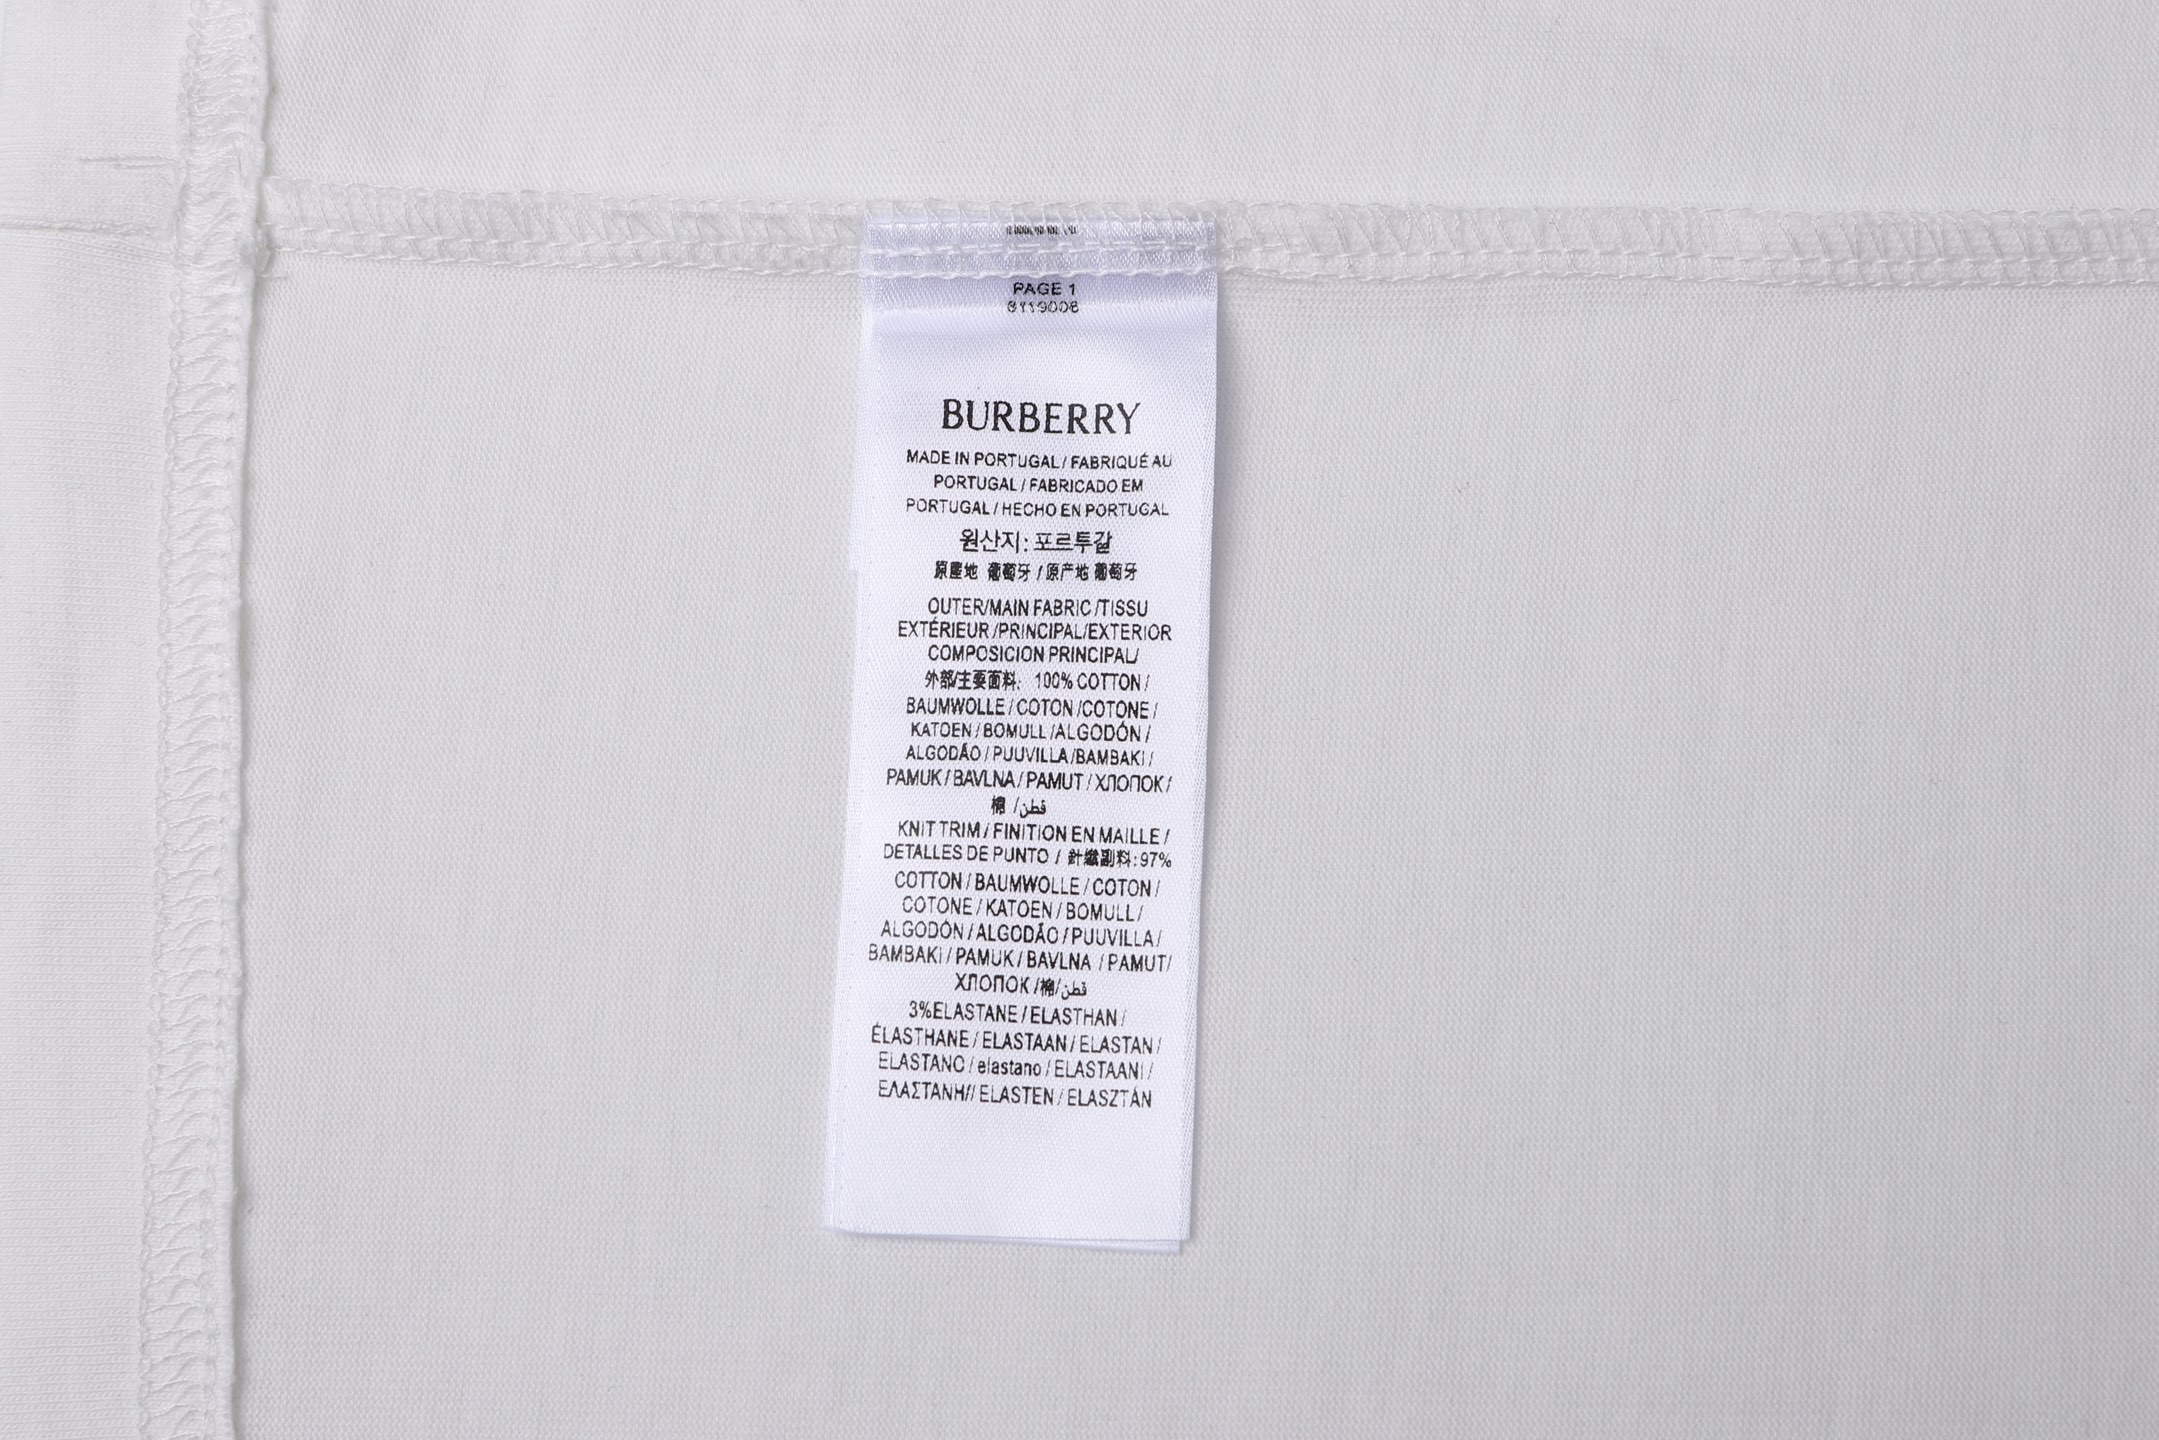 PAGE 1
BURBERRY
MADE IN PORTUGAL / FABRIQUÉ AU
PORTUGAL / FABRICADO EM
PORTUGAL / HECHO EN PORTUGAL
원산지: 포르투갈
原產地 葡萄牙 / 原产地 葡萄牙
OUTER/MAIN FABRIC /TISSU
EXTÉRIEUR /PRINCIPAL/EXTERIOR
COMPOSICION PRINCIPAL/
外部/主要面料: 100% COTTON /
BAUMWOLLE / COTON /COTONE /
KATOEN / BOMULL /ALGODÓN /
ALGODÃO / PUUVILLA /BAMBAKI /
PAMUK / BAVLNA / PAMUT / ХЛОПОК /
棉 /قطن
KNIT TRIM / FINITION EN MAILLE /
DETALLES DE PUNTO / 針織副料: 97%
COTTON / BAUMWOLLE / COTON /
COTONE / KATOEN / BOMULL /
ALGODÓN / ALGODÃO / PUUVILLA /
BAMBAKI / PAMUK / BAVLNA / PAMUT/
ХЛОПОК /棉/قطن
3%ELASTANE / ELASTHAN /
ÉLASTHANE / ELASTAAN / ELASTAN /
ELASTANO / elastano / ELASTAANI /
ΕΛΑΣΤΑΝΗ// ELASTEN / ELASZTÁN